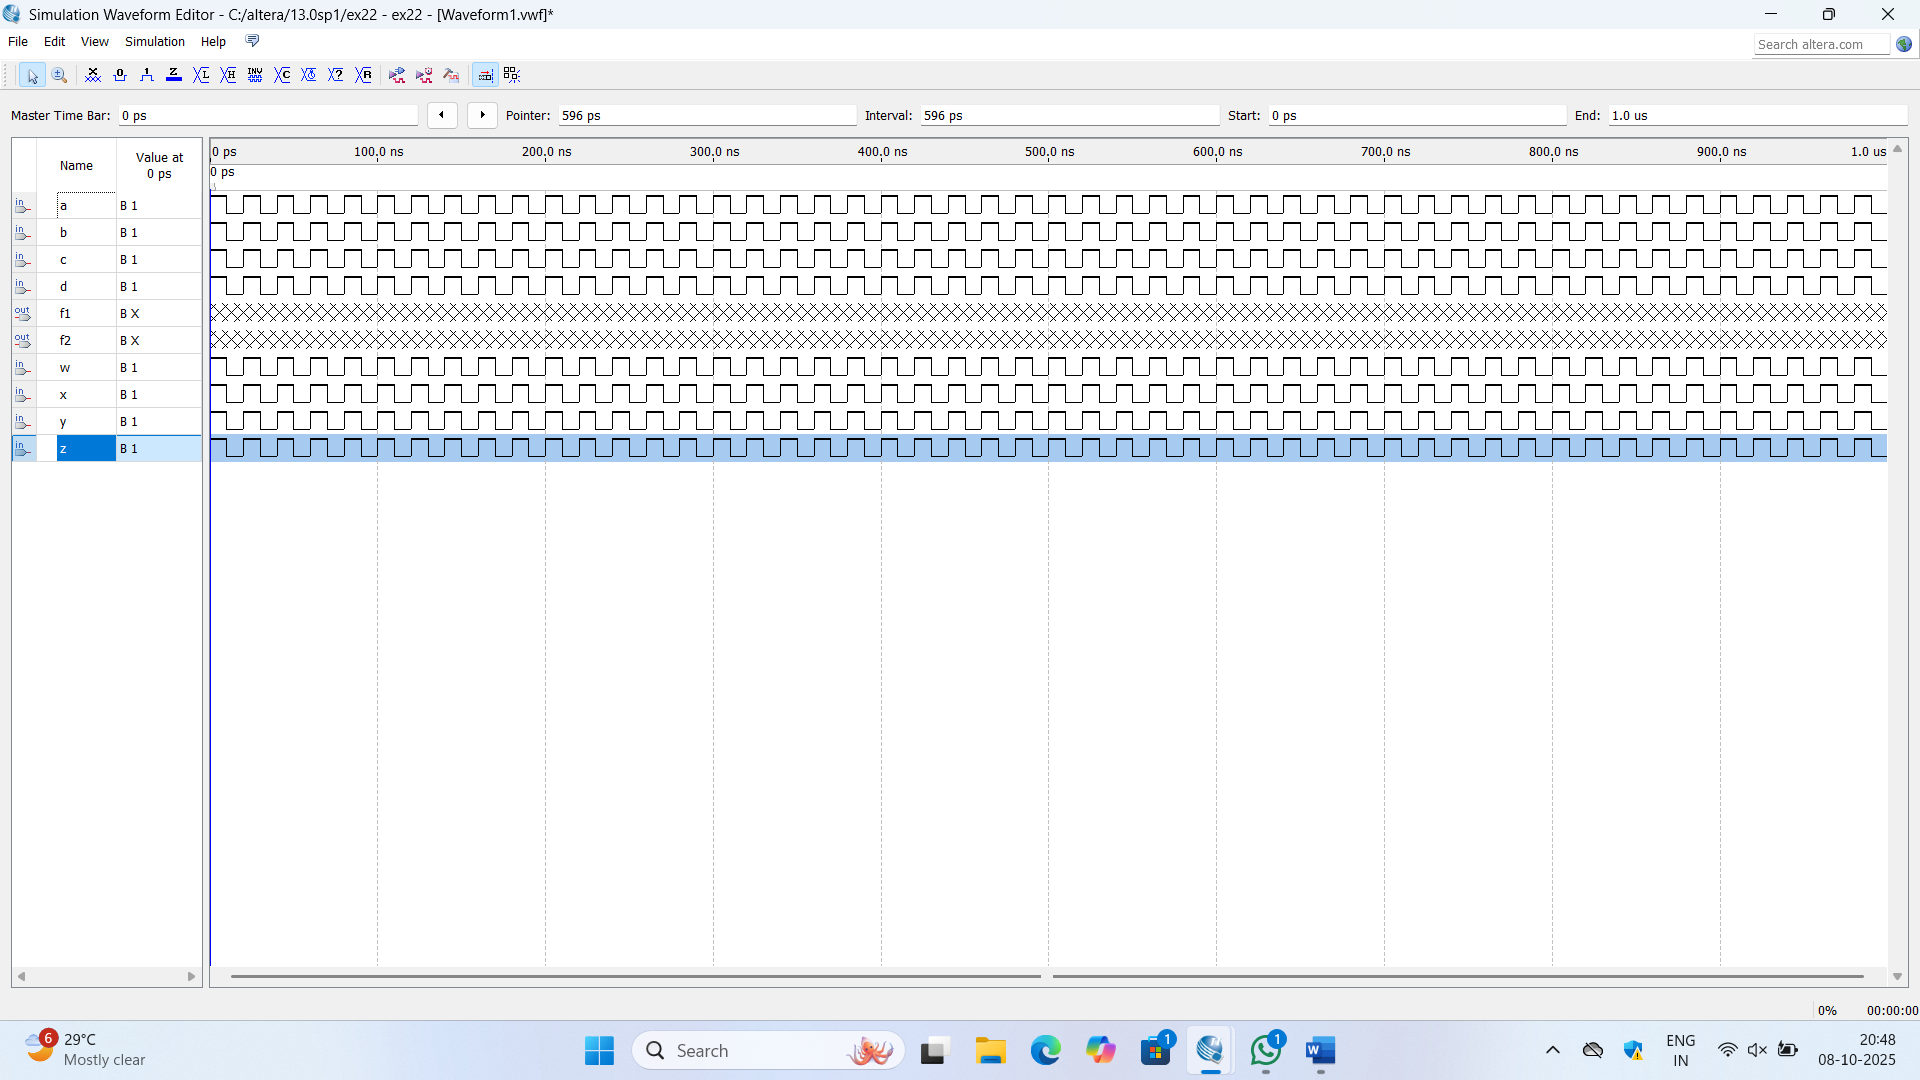 Simulation Waveform Editor - C:/altera/13.0sp1/ex22 - ex22 - [Waveform1.vwf]*
File Edit View Simulation Help
Search altera.com
Master Time Bar: 0 ps Pointer: 596 ps Interval: 596 ps Start: 0 ps End: 1.0 us
Name Value at 0 ps
0 ps 100.0 ns 200.0 ns 300.0 ns 400.0 ns 500.0 ns 600.0 ns 700.0 ns 800.0 ns 900.0 ns 1.0 us
0 ps
in a B 1
in b B 1
in c B 1
in d B 1
out f1 B X
out f2 B X
in w B 1
in x B 1
in y B 1
in z B 1
0% 00:00:00
6 29°C
Mostly clear
Search
1
1
W
ENG
IN
20:48
08-10-2025